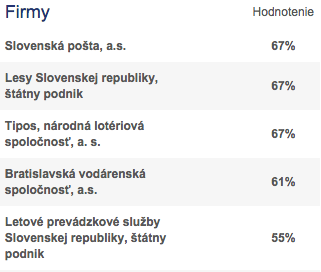 Firmy Hodnotenie
Slovenská pošta, a.s. 67%
Lesy Slovenskej republiky, 67%
štátny podnik
Tipos, národná lotériová 67%
spoločnosť, a. s.
Bratislavská vodárenská 61%
spoločnosť, a.s.
Letové prevádzkové služby
Slovenskej republiky, štátny 55%
podnik